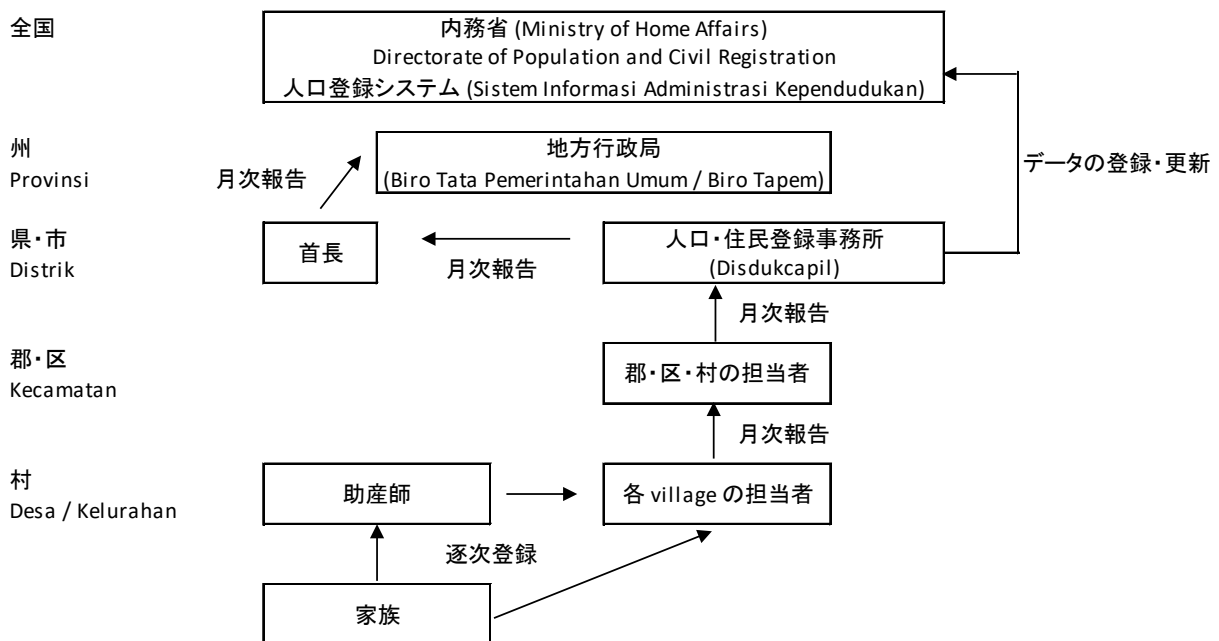 全国
内務省 (Ministry of Home Affairs)
Directorate of Population and Civil Registration
人口登録システム (Sistem Informasi Administrasi Kependudukan)
州
Provinsi
月次報告
地方行政局
(Biro Tata Pemerintahan Umum / Biro Tapem)
データの登録・更新
県・市
Distrik
首長
月次報告
人口・住民登録事務所
(Disdukcapil)
月次報告
郡・区
Kecamatan
郡・区・村の担当者
月次報告
村
Desa / Kelurahan
助産師
各 village の担当者
逐次登録
家族